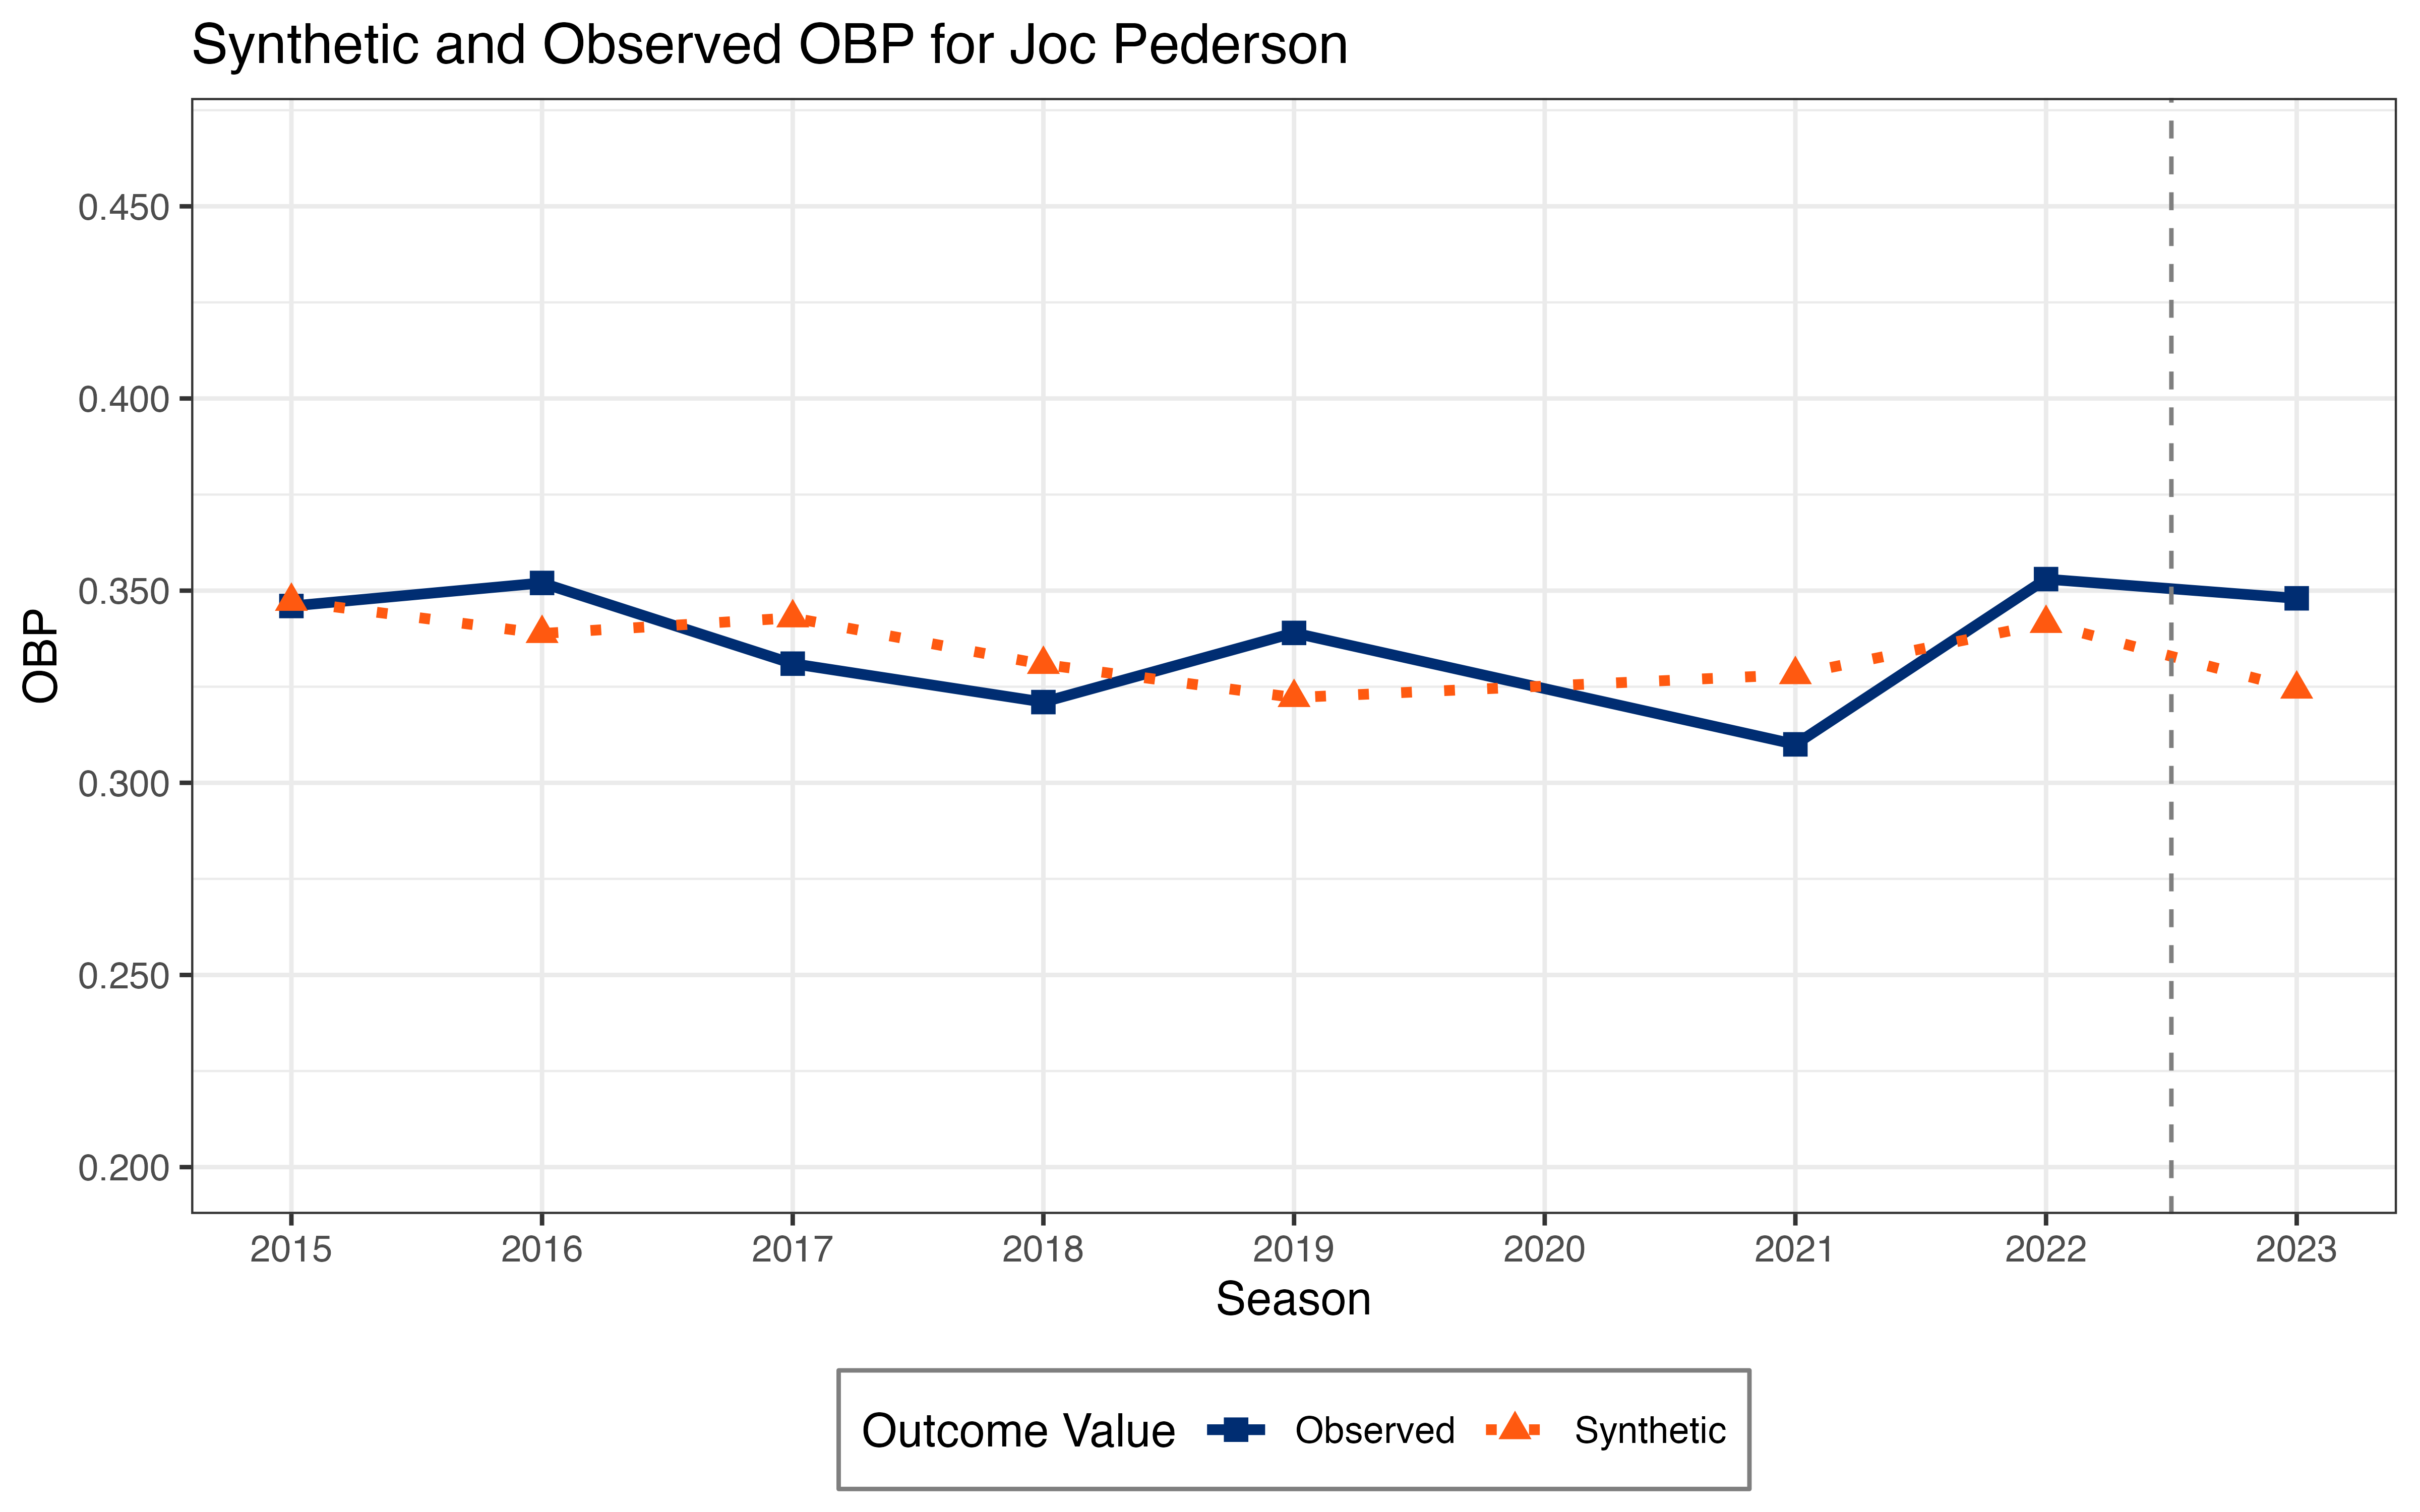 Synthetic and Observed OBP for Joc Pederson
OBP
0.450
0.400
0.350
0.300
0.250
0.200
2015 2016 2017 2018 2019 2020 2021 2022 2023
Season
Outcome Value Observed Synthetic